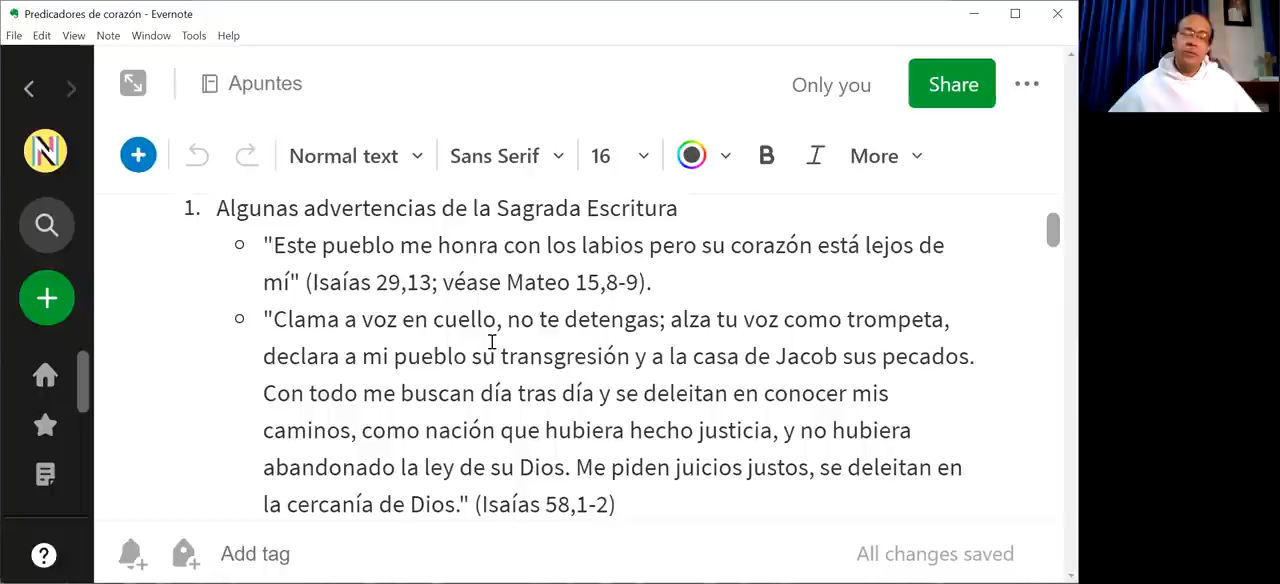 Predicadores de corazón - Evernote
File Edit View Note Window Tools Help
Apuntes
Only you
Share
Normal text
Sans Serif
16
B
I
More
1. Algunas advertencias de la Sagrada Escritura
"Este pueblo me honra con los labios pero su corazón está lejos de
mí" (Isaías 29,13; véase Mateo 15,8-9).
"Clama a voz en cuello, no te detengas; alza tu voz como trompeta,
declara a mi pueblo su transgresión y a la casa de Jacob sus pecados.
Con todo me buscan día tras día y se deleitan en conocer mis
caminos, como nación que hubiera hecho justicia, y no hubiera
abandonado la ley de su Dios. Me piden juicios justos, se deleitan en
la cercanía de Dios." (Isaías 58,1-2)
Add tag
All changes saved